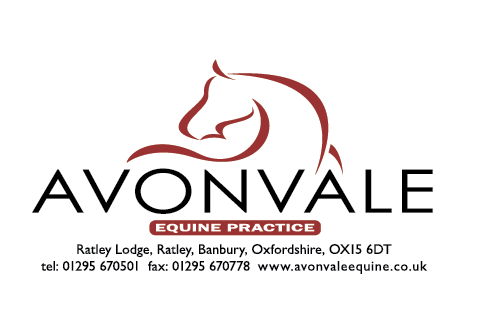 AVONVALE
EQUINE PRACTICE
Ratley Lodge, Ratley, Banbury, Oxfordshire, OX15 6DT
tel: 01295 670501 fax: 01295 670778 www.avonvaleequine.co.uk